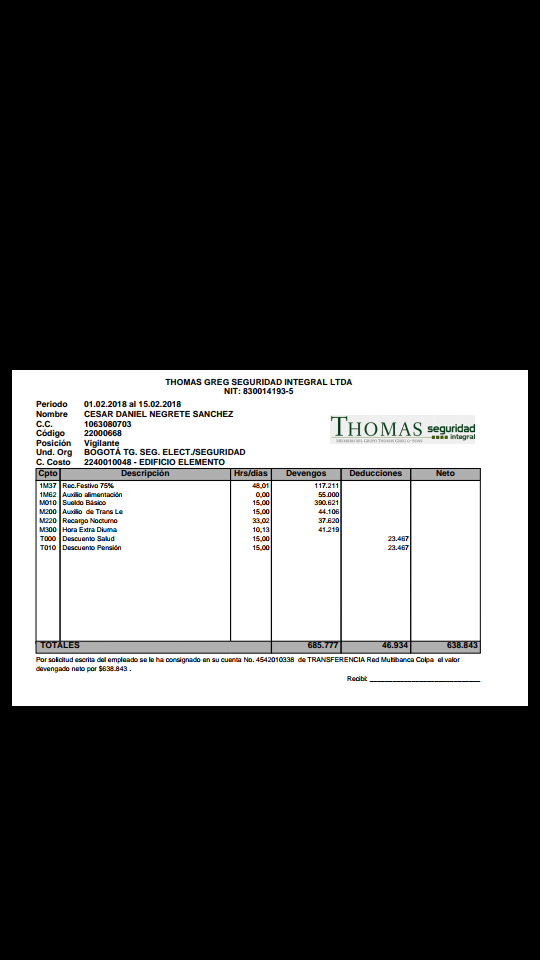 THOMAS GREG SEGURIDAD INTEGRAL LTDA
NIT: 830014193-5
Periodo 01.02.2018 al 15.02.2018
Nombre CESAR DANIEL NEGRETE SANCHEZ
C.C. 1063080703
Código 22000668
Posición Vigilante
Und. Org BOGOTÁ TG. SEG. ELECT./SEGURIDAD
C. Costo 2240010048 - EDIFICIO ELEMENTO
THOMAS seguridad integral
MIEMBRO DEL GRUPO THOMAS GREG & SONS
Cpto Descripción Hrs/días Devengos Deducciones Neto
1M37 Rec.Festivo 75% 48,01 117.211
1M62 Auxilio alimentación 0,00 55.000
M010 Sueldo Básico 15,00 390.621
M200 Auxilio de Trans Le 15,00 44.106
M220 Recargo Nocturno 33,02 37.620
M300 Hora Extra Diurna 10,13 41.219
T000 Descuento Salud 15,00 23.467
T010 Descuento Pensión 15,00 23.467
TOTALES 685.777 46.934 638.843
Por solicitud escrita del empleado se le ha consignado en su cuenta No. 4542010338 de TRANSFERENCIA Red Multibanca Colpa el valor
devengado neto por $638.843 .
Recibi: ____________________________